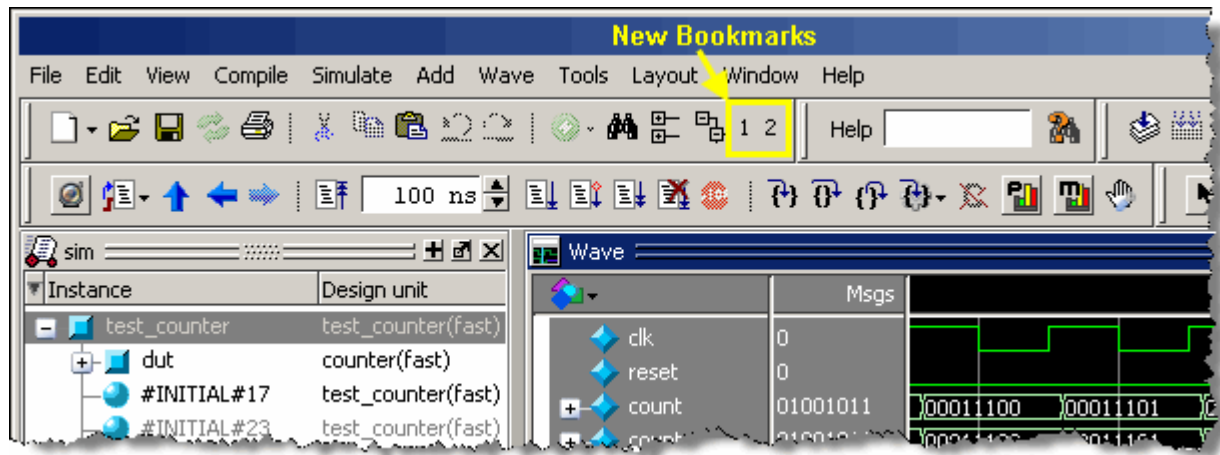 New Bookmarks
File Edit View Compile Simulate Add Wave Tools Layout Window Help
1 2 Help
100 ns
sim
Wave
Instance Design unit
Msgs
test_counter test_counter(fast)
dut counter(fast)
#INITIAL#17 test_counter(fast)
#INITIAL#23 test_counter(fast)
clk 0
reset 0
count 01001011 00011100 00011101